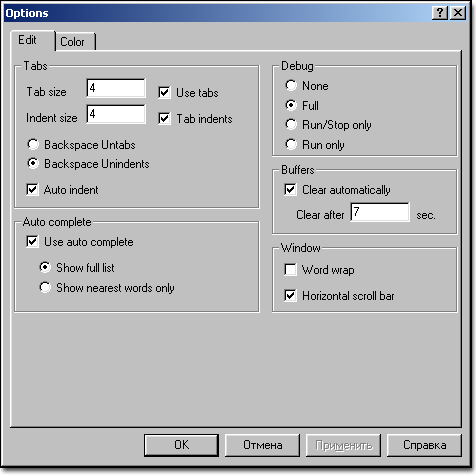 Options
Edit
Color
Tabs
Tab size 4
Use tabs
Indent size 4
Tab indents
Backspace Untabs
Backspace Unindents
Auto indent
Auto complete
Use auto complete
Show full list
Show nearest words only
Debug
None
Full
Run/Stop only
Run only
Buffers
Clear automatically
Clear after 7 sec.
Window
Word wrap
Horizontal scroll bar
OK
Отмена
Применить
Справка